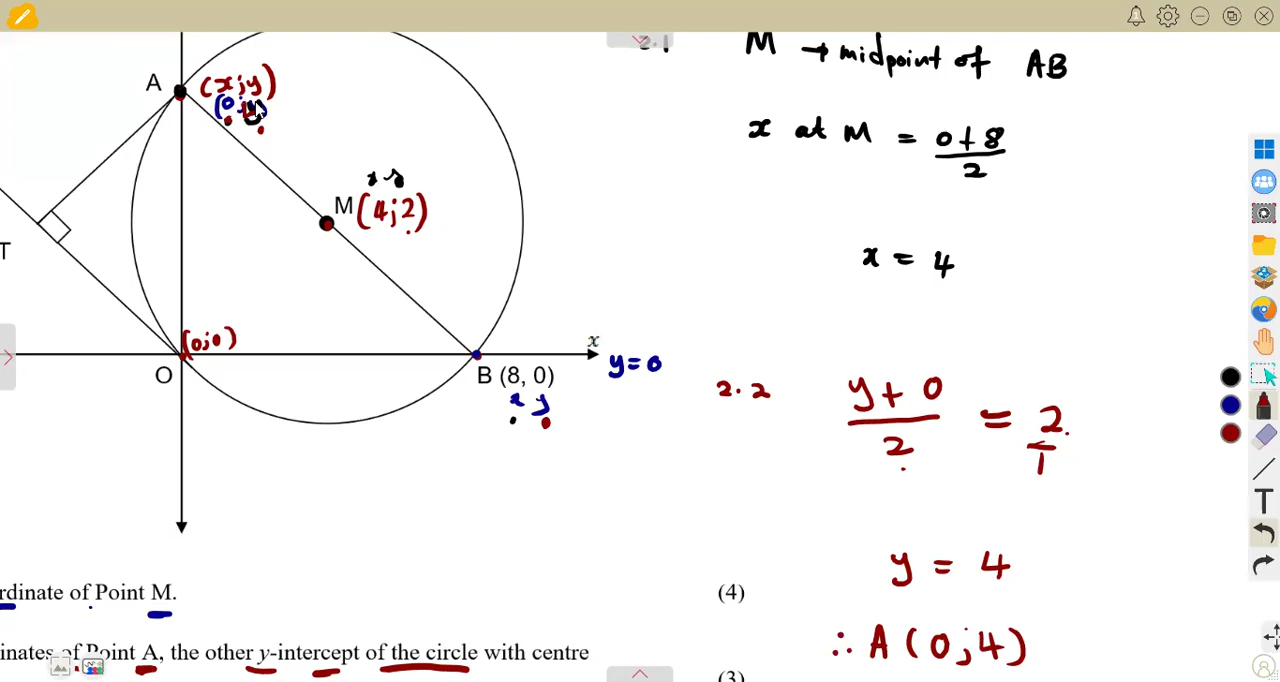 M → midpoint of AB
A (x;y)
(0;y)
x at M = 0+8/2
x y
M (4;2)
x = 4
T
(0;0)
x
y=0
O
B (8, 0)
x y
2.2
y+0/2 = 2/1
y = 4
rdinate of Point M.
(4)
inates of Point A, the other y-intercept of the circle with centre
∴ A (0;4)
(3)
T